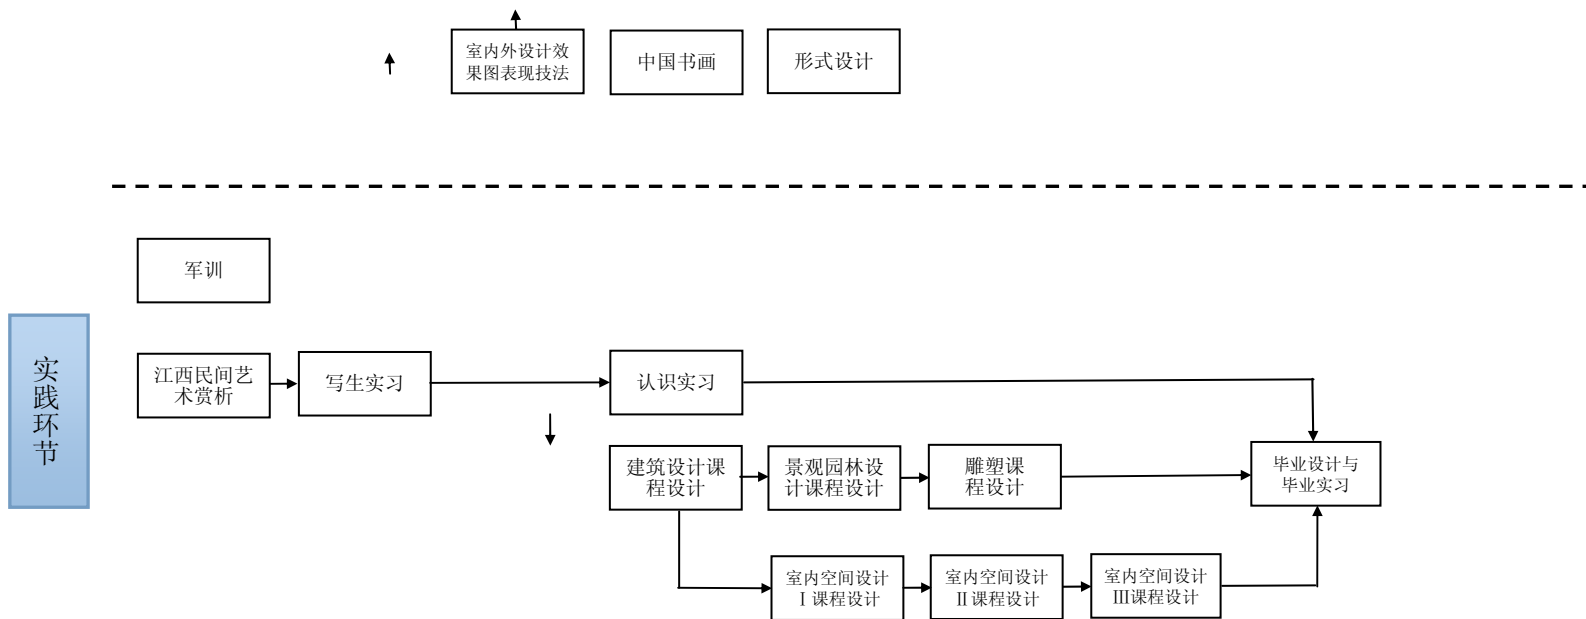 室内外设计效
果图表现技法
中国书画
形式设计
军训
实践环节
江西民间艺
术赏析
写生实习
认识实习
建筑设计课
程设计
景观园林设
计课程设计
雕塑课
程设计
毕业设计与
毕业实习
室内空间设计
Ⅰ课程设计
室内空间设计
Ⅱ课程设计
室内空间设计
Ⅲ课程设计